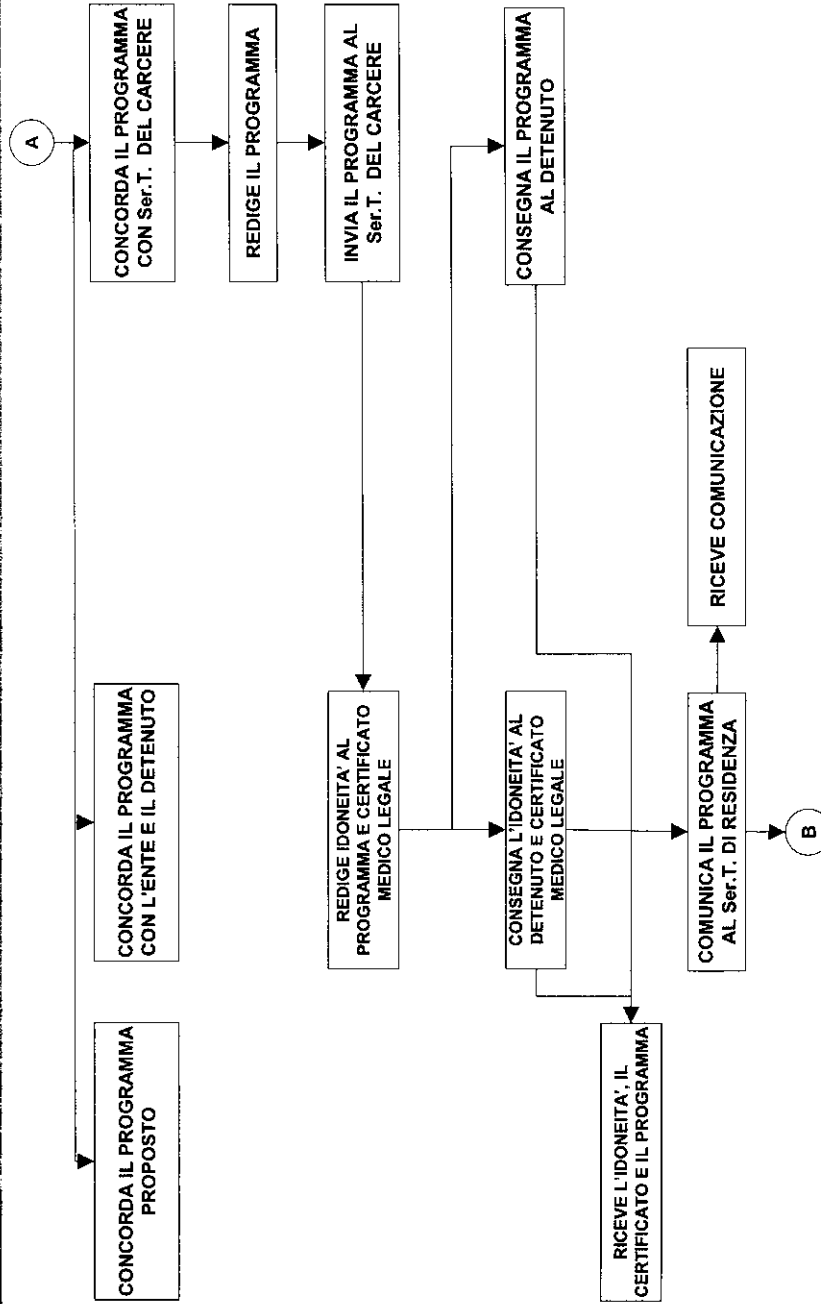 A
CONCORDA IL PROGRAMMA
PROPOSTO
CONCORDA IL PROGRAMMA
CON L'ENTE E IL DETENUTO
CONCORDA IL PROGRAMMA
CON Ser.T. DEL CARCERE
REDIGE IL PROGRAMMA
INVIA IL PROGRAMMA AL
Ser.T. DEL CARCERE
REDIGE IDONEITA' AL
PROGRAMMA E CERTIFICATO
MEDICO LEGALE
CONSEGNA L'IDONEITA' AL
DETENUTO E CERTIFICATO
MEDICO LEGALE
CONSEGNA IL PROGRAMMA
AL DETENUTO
RICEVE L'IDONEITA', IL
CERTIFICATO E IL PROGRAMMA
COMUNICA IL PROGRAMMA
AL Ser.T. DI RESIDENZA
RICEVE COMUNICAZIONE
B